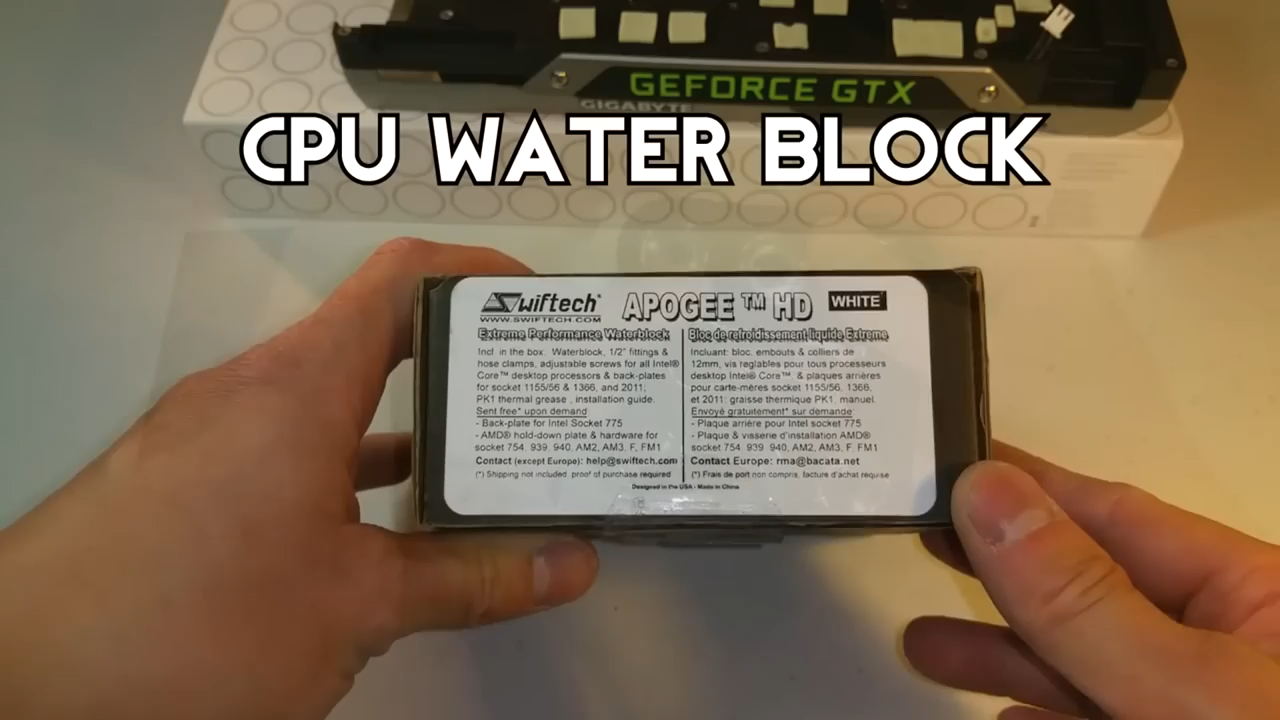 GEFORCE GTX
GIGABYTE
CPU WATER BLOCK
Swiftech® APOGEE ™ HD WHITE
WWW.SWIFTECH.COM
Extreme Performance Waterblock
Incl in the box. Waterblock, 1/2" fittings &
hose clamps, adjustable screws for all Intel®
Core™ desktop processors & back-plates
for socket 1155/56 & 1366, and 2011;
PK1 thermal grease , installation guide.
Sent free* upon demand
- Back-plate for Intel Socket 775
- AMD® hold-down plate & hardware for
socket 754, 939, 940, AM2, AM3, F, FM1
Contact (except Europe): help@swiftech.com
(*) Shipping not included, proof of purchase required
Bloc de refroidissement liquide Extreme
Incluant: bloc, embouts & colliers de
12mm, vis reglables pour tous processeurs
desktop Intel® Core™, & plaques arrières
pour carte-mères socket 1155/56, 1366,
et 2011: graisse thermique PK1, manuel.
Envoyé gratuitement* sur demande
- Plaque arrière pour Intel socket 775
- Plaque & visserie d'installation AMD®
socket 754, 939, 940, AM2, AM3, F, FM1
Contact Europe: rma@bacata.net
(*) Frais de port non compris, facture d'achat requise
Designed in the USA - Made in China